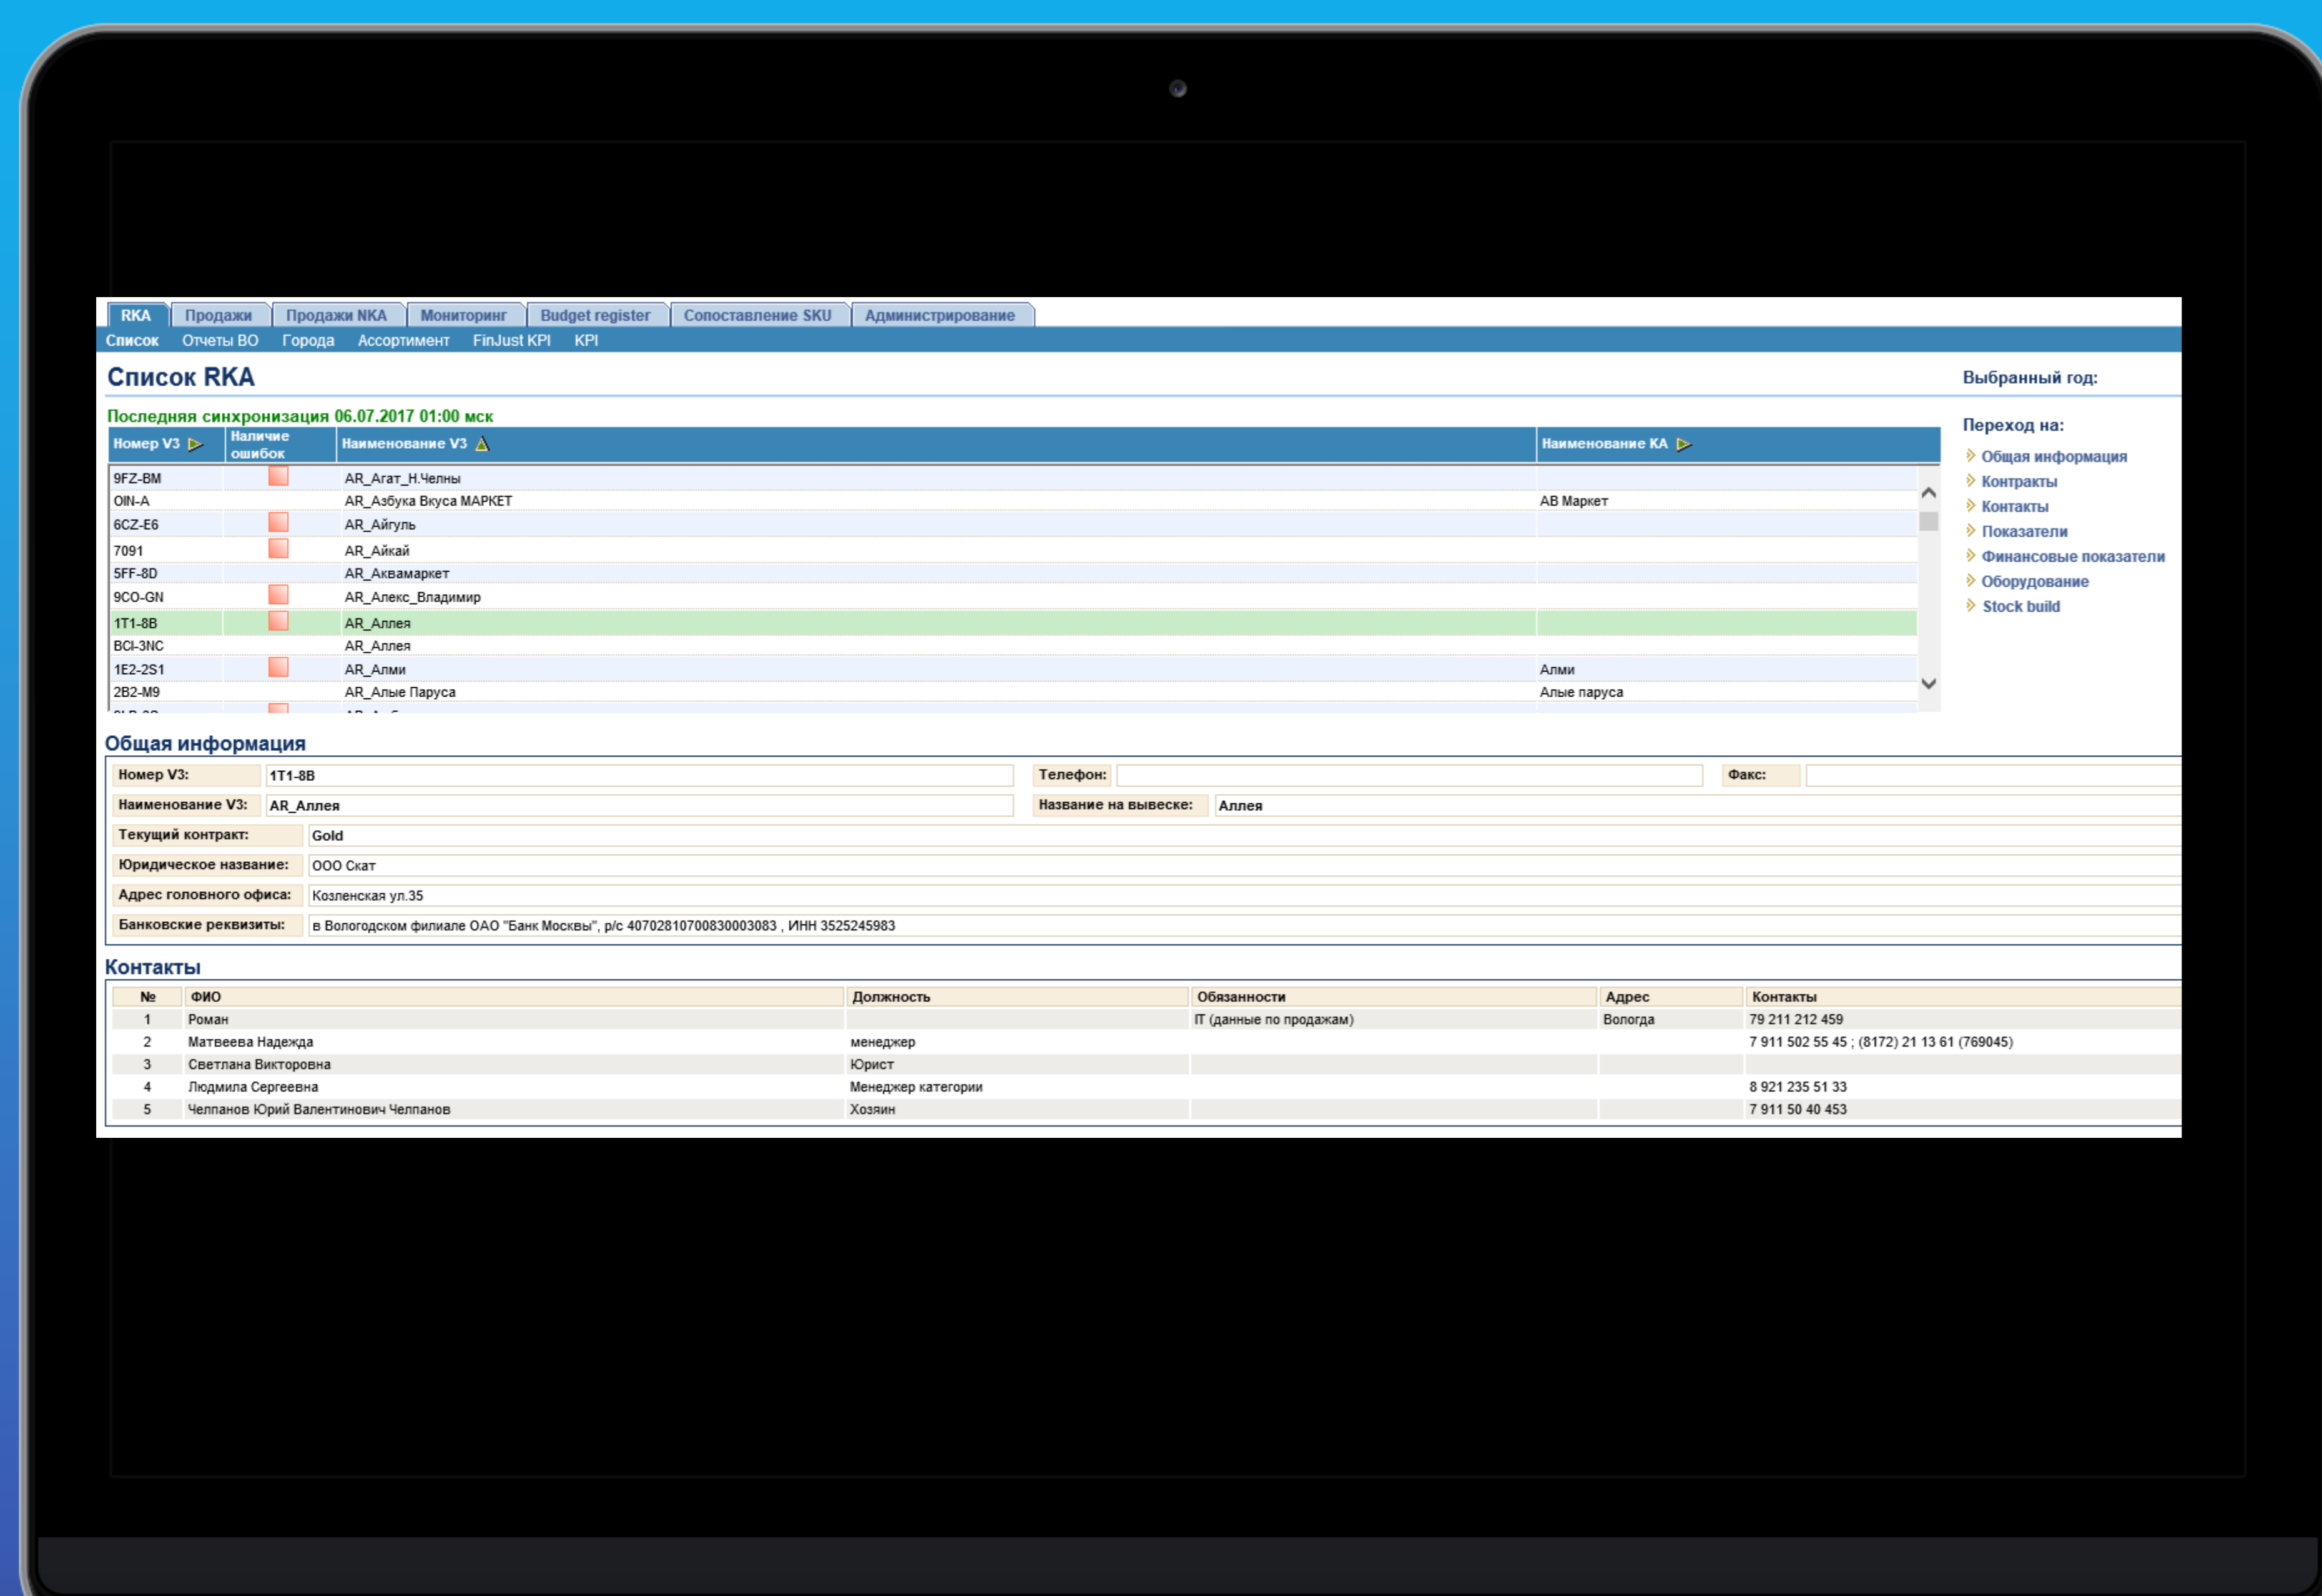 RKA Продажи Продажи NKA Мониторинг Budget register Сопоставление SKU Администрирование
Список Отчеты ВО Города Ассортимент FinJust KPI KPI
Список RKA
Выбранный год:
Последняя синхронизация 06.07.2017 01:00 мск
Номер V3 Наличие ошибок Наименование V3 Наименование КА
9FZ-BM AR_Агат_Н.Челны
OIN-A AR_Азбука Вкуса МАРКЕТ АВ Маркет
6CZ-E6 AR_Айгуль
7091 AR_Айкай
5FF-8D AR_Аквамаркет
9CO-GN AR_Алекс_Владимир
1T1-8B AR_Аллея
BCI-3NC AR_Аллея
1E2-2S1 AR_Алми Алми
2B2-M9 AR_Алые Паруса Алые паруса
Переход на:
Общая информация
Контракты
Контакты
Показатели
Финансовые показатели
Оборудование
Stock build
Общая информация
Номер V3: 1T1-8B Телефон: Факс:
Наименование V3: AR_Аллея Название на вывеске: Аллея
Текущий контракт: Gold
Юридическое название: ООО Скат
Адрес головного офиса: Козленская ул.35
Банковские реквизиты: в Вологодском филиале ОАО "Банк Москвы", р/с 40702810700830003083 , ИНН 3525245983
Контакты
№ ФИО Должность Обязанности Адрес Контакты
1 Роман IT (данные по продажам) Вологда 79 211 212 459
2 Матвеева Надежда менеджер 7 911 502 55 45 ; (8172) 21 13 61 (769045)
3 Светлана Викторовна Юрист
4 Людмила Сергеевна Менеджер категории 8 921 235 51 33
5 Челпанов Юрий Валентинович Челпанов Хозяин 7 911 50 40 453